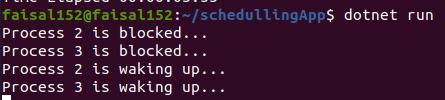 faisal152@faisal152:~/schedullingApp$ dotnet run
Process 2 is blocked...
Process 3 is blocked...
Process 2 is waking up...
Process 3 is waking up...